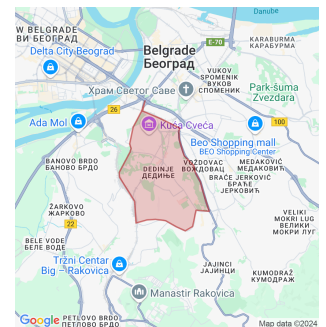 Danube
W BELGRADE
ВИ БЕОГРАД
E-70
KARABURMA
КАРАБУРМА
Belgrade
Београд
Delta City Beograd
VUKOV
SPOMENIK
ВУКОВ
СПОМЕНИК
Park-šuma
Zvezdara
Храм Светог Саве
26
Ada Mol
Kuća Cveća
100
Beo Shopping mall
BEO Shopping Center
BANOVO BRDO
БАНОВО БРДО
DEDINJE
ДЕДИЊЕ
VOŽDOVAC
ВОЖДОВАЦ
MEDAKOVIĆ
МЕДАКОВИЋ
BRAĆE JERKOVIĆ
БРАЋЕ
ЈЕРКОВИЋ
ŽARKOVO
ЖАРКОВО
22
VELIKI
MOKRI LUG
ВЕЛИКИ
МОКРИ ЛУГ
BELE VODE
БЕЛЕ ВОДЕ
Tržni Centar
Big – Rakovica
JAJINCI
ЈАЈИНЦИ
KUMODRAŽ
КУМОДРАЖ
Manastir Rakovica
PETLOVO BRDO
ПЕТЛОВО БРДО
Google
Map data ©2024